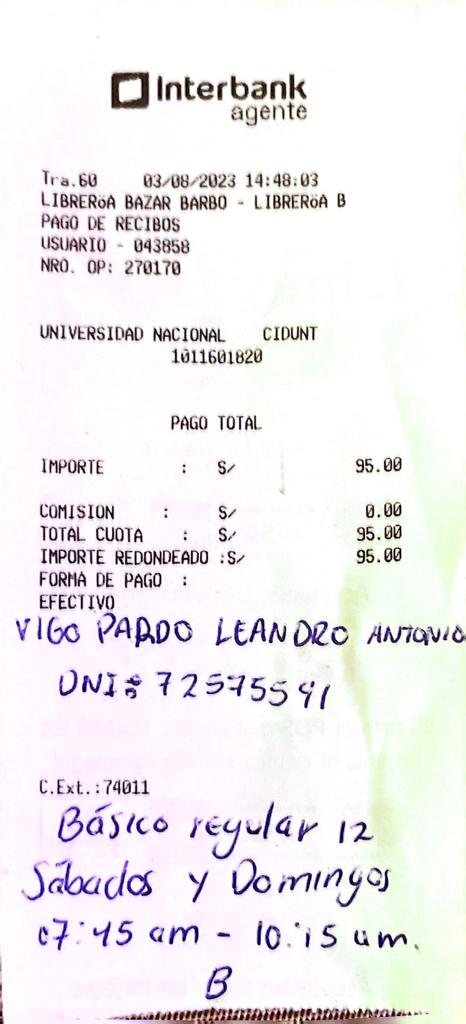 Interbank
agente
Tra.60 03/08/2023 14:48:03
LIBRERöA BAZAR BARBO - LIBRERöA B
PAGO DE RECIBOS
USUARIO - 043858
NRO. OP: 270170
UNIVERSIDAD NACIONAL CIDUNT
1011601820
PAGO TOTAL
IMPORTE : S/ 95.00
COMISION : S/ 0.00
TOTAL CUOTA : S/ 95.00
IMPORTE REDONDEADO :S/ 95.00
FORMA DE PAGO :
EFECTIVO
VIGO PARDO LEANDRO ANTONIO
DNI: 72575591
C.Ext.:74011
Básico regular 12
Sábados y Domingos
07:45 am - 10:15 am.
B